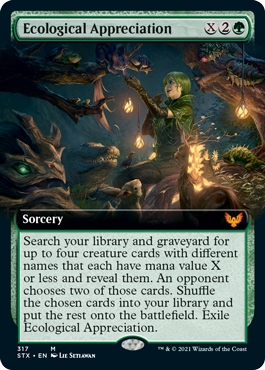 Ecological Appreciation X2
Sorcery
Search your library and graveyard for
up to four creature cards with different
names that each have mana value X
or less and reveal them. An opponent
chooses two of those cards. Shuffle
the chosen cards into your library and
put the rest onto the battlefield. Exile
Ecological Appreciation.
317 M
STX • EN Lie Setiawan
™ & © 2021 Wizards of the Coast